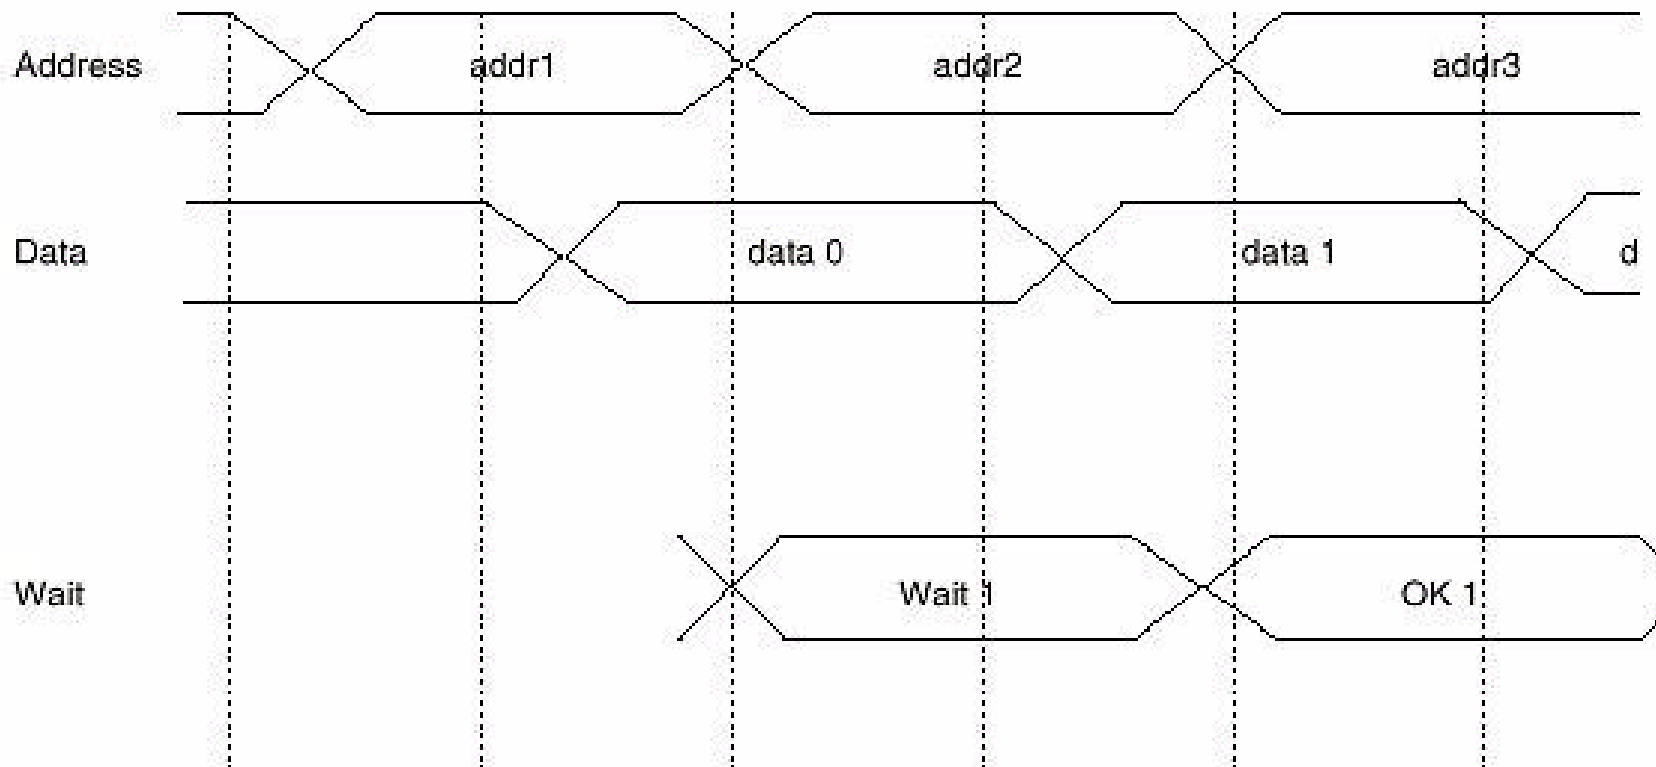 Address addr1 addr2 addr3
Data data 0 data 1 d
Wait Wait 1 OK 1